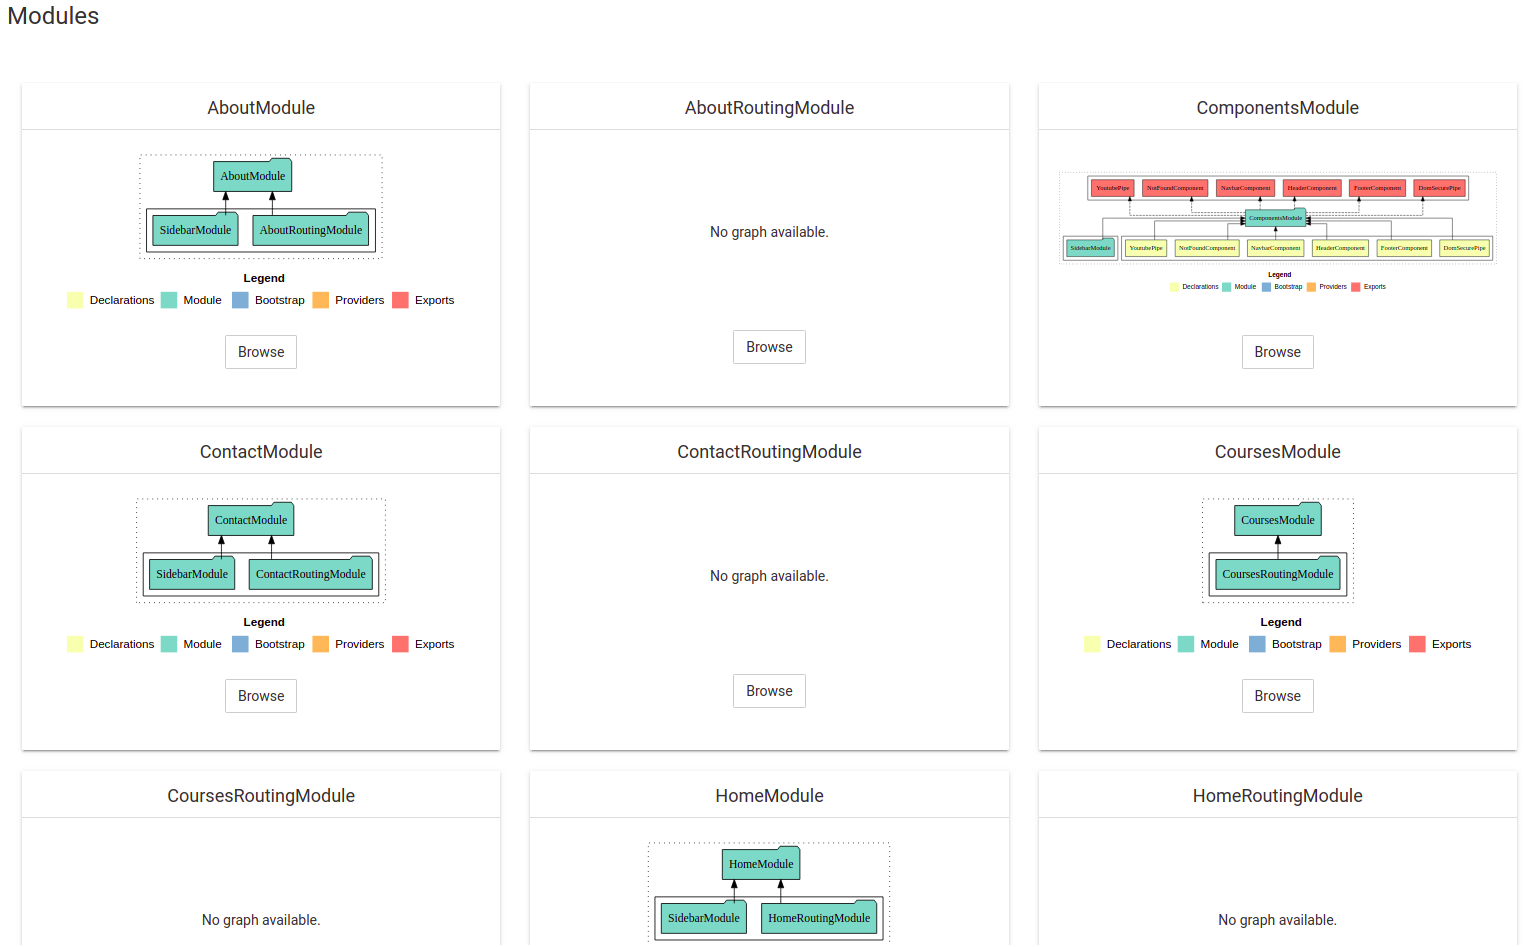 Modules
AboutModule
AboutModule
SidebarModule AboutRoutingModule
Legend
Declarations Module Bootstrap Providers Exports
Browse
AboutRoutingModule
No graph available.
Browse
ComponentsModule
YoutubePipe NotFoundComponent NavbarComponent HeaderComponent FooterComponent DomSecurePipe
ComponentsModule
SidebarModule YoutubePipe NotFoundComponent NavbarComponent HeaderComponent FooterComponent DomSecurePipe
Legend
Declarations Module Bootstrap Providers Exports
Browse
ContactModule
ContactModule
SidebarModule ContactRoutingModule
Legend
Declarations Module Bootstrap Providers Exports
Browse
ContactRoutingModule
No graph available.
Browse
CoursesModule
CoursesModule
CoursesRoutingModule
Legend
Declarations Module Bootstrap Providers Exports
Browse
CoursesRoutingModule
No graph available.
HomeModule
HomeModule
SidebarModule HomeRoutingModule
HomeRoutingModule
No graph available.